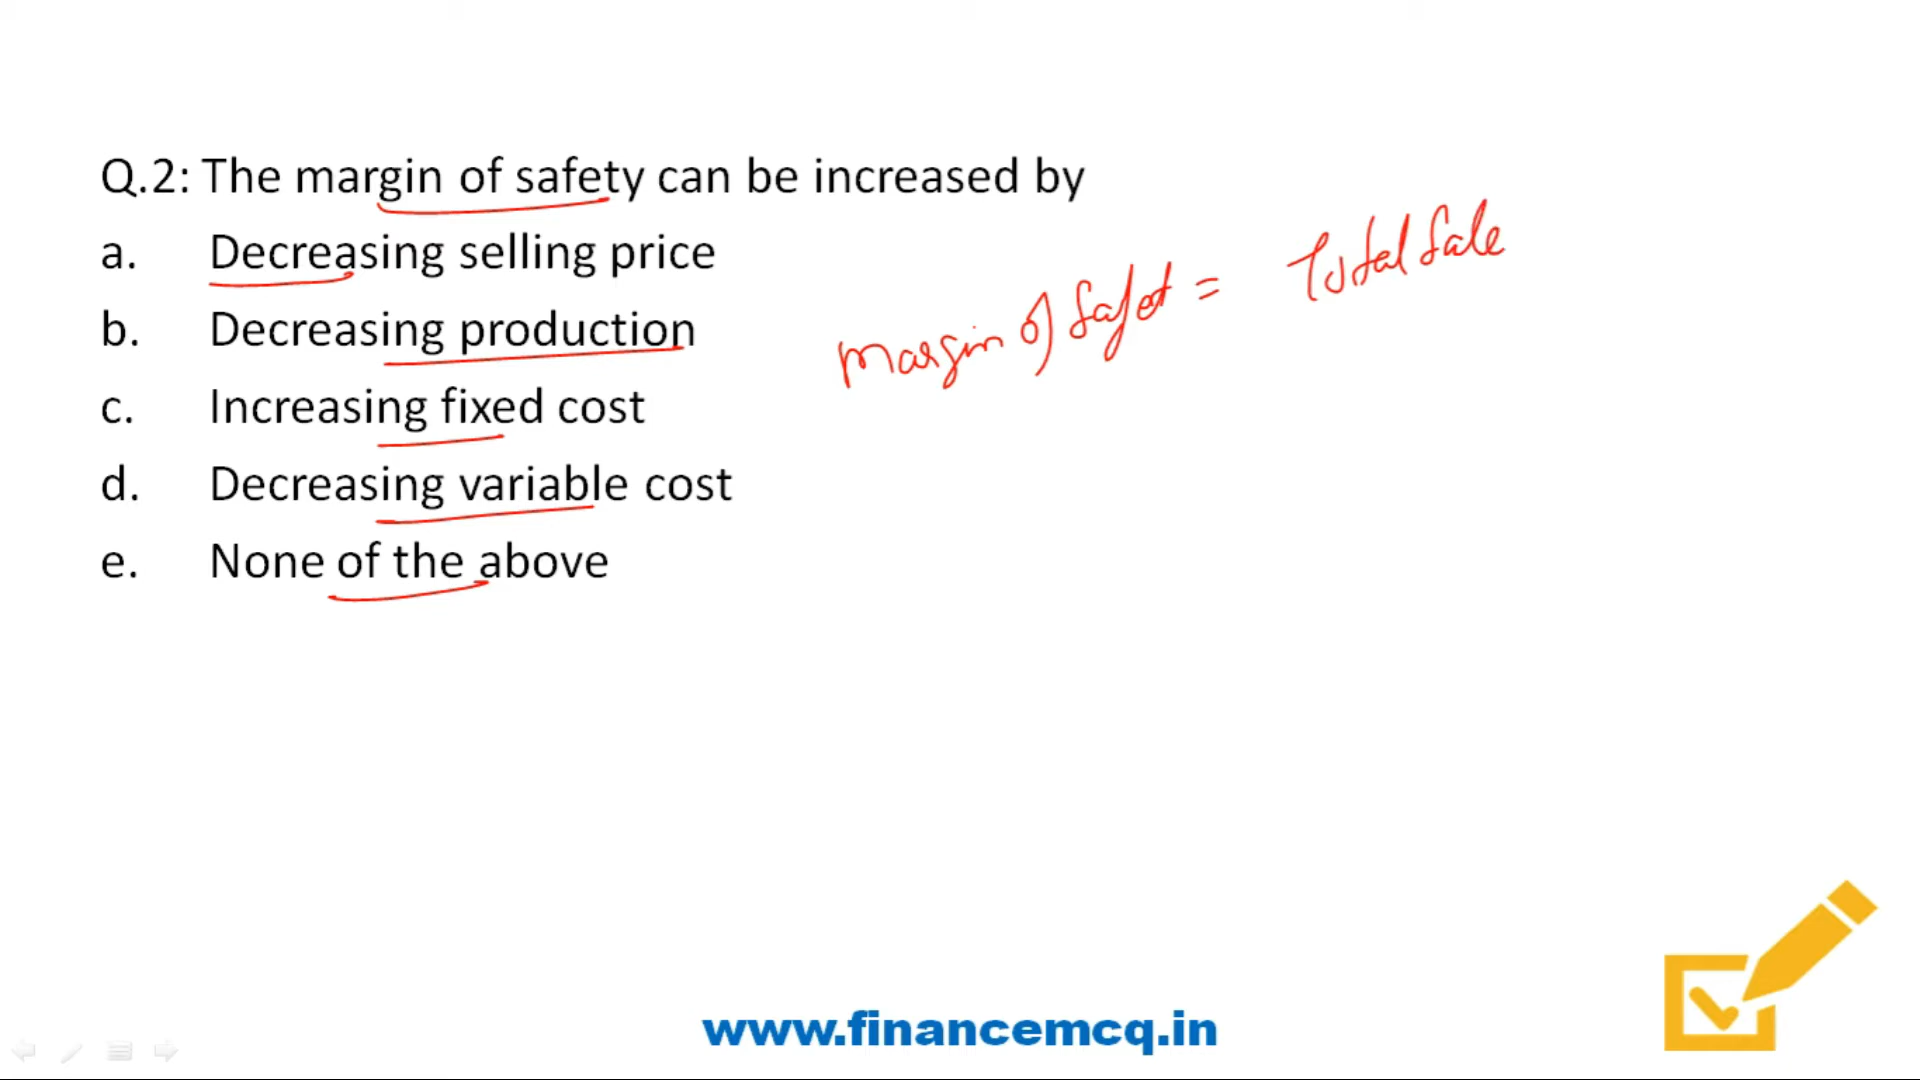 Q.2: The margin of safety can be increased by
a. Decreasing selling price
b. Decreasing production
c. Increasing fixed cost
d. Decreasing variable cost
e. None of the above
Margin of Safet = Total Sale
www.financemcq.in